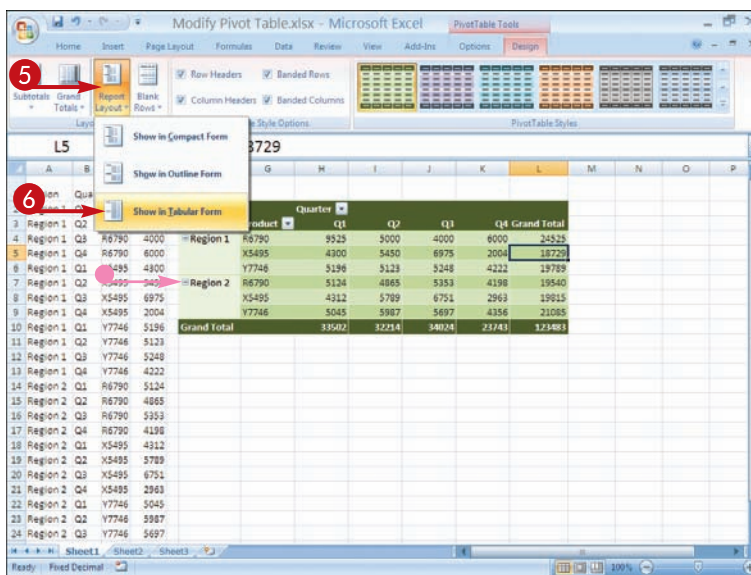 Modify Pivot Table.xlsx - Microsoft Excel PivotTable Tools
Home Insert Page Layout Formulas Data Review View Add-Ins Options Design
5
Subtotals Grand Totals Report Layout Blank Rows
Row Headers Banded Rows
Column Headers Banded Columns
Style Options PivotTable Styles
Show in Compact Form
Show in Outline Form
6
Show in Tabular Form
L5 8729
A B G H I J K L M N O P
Quarter
3 Region 1 Q2 Product Q1 Q2 Q3 Q4 Grand Total
4 Region 1 Q3 R6790 4000 Region 1 R6790 9525 5000 4000 6000 24525
5 Region 1 Q4 R6790 6000 X5495 4300 5450 6975 2004 18729
6 Region 1 Q1 X5495 4300 Y7746 5196 5123 5248 4222 19789
7 Region 1 Q2 X5495 Region 2 R6790 5124 4865 5353 4198 19540
8 Region 1 Q3 X5495 6975 X5495 4312 5789 6751 2963 19815
9 Region 1 Q4 X5495 2004 Y7746 5045 5987 5697 4356 21085
10 Region 1 Q1 Y7746 5196 Grand Total 33502 32214 34024 23743 123483
11 Region 1 Q2 Y7746 5123
12 Region 1 Q3 Y7746 5248
13 Region 1 Q4 Y7746 4222
14 Region 2 Q1 R6790 5124
15 Region 2 Q2 R6790 4865
16 Region 2 Q3 R6790 5353
17 Region 2 Q4 R6790 4198
18 Region 2 Q1 X5495 4312
19 Region 2 Q2 X5495 5789
20 Region 2 Q3 X5495 6751
21 Region 2 Q4 X5495 2963
22 Region 2 Q1 Y7746 5045
23 Region 2 Q2 Y7746 5987
24 Region 2 Q3 Y7746 5697
Sheet1 Sheet2 Sheet3
Ready Fixed Decimal 100%